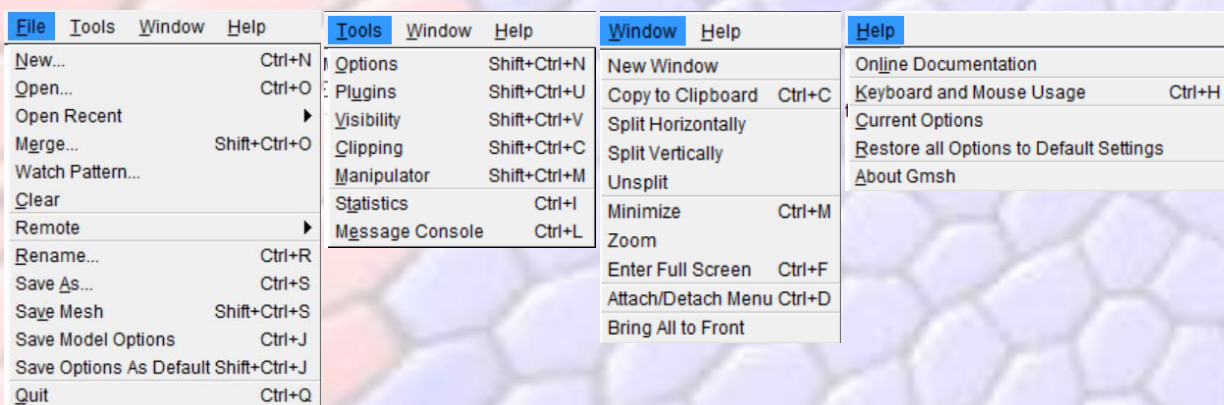 File Tools Window Help
New... Ctrl+N
Open... Ctrl+O
Open Recent
Merge... Shift+Ctrl+O
Watch Pattern...
Clear
Remote
Rename... Ctrl+R
Save As... Ctrl+S
Save Mesh Shift+Ctrl+S
Save Model Options Ctrl+J
Save Options As Default Shift+Ctrl+J
Quit Ctrl+Q
Tools Window Help
Options Shift+Ctrl+N
Plugins Shift+Ctrl+U
Visibility Shift+Ctrl+V
Clipping Shift+Ctrl+C
Manipulator Shift+Ctrl+M
Statistics Ctrl+I
Message Console Ctrl+L
Window Help
New Window
Copy to Clipboard Ctrl+C
Split Horizontally
Split Vertically
Unsplit
Minimize Ctrl+M
Zoom
Enter Full Screen Ctrl+F
Attach/Detach Menu Ctrl+D
Bring All to Front
Help
Online Documentation
Keyboard and Mouse Usage Ctrl+H
Current Options
Restore all Options to Default Settings
About Gmsh